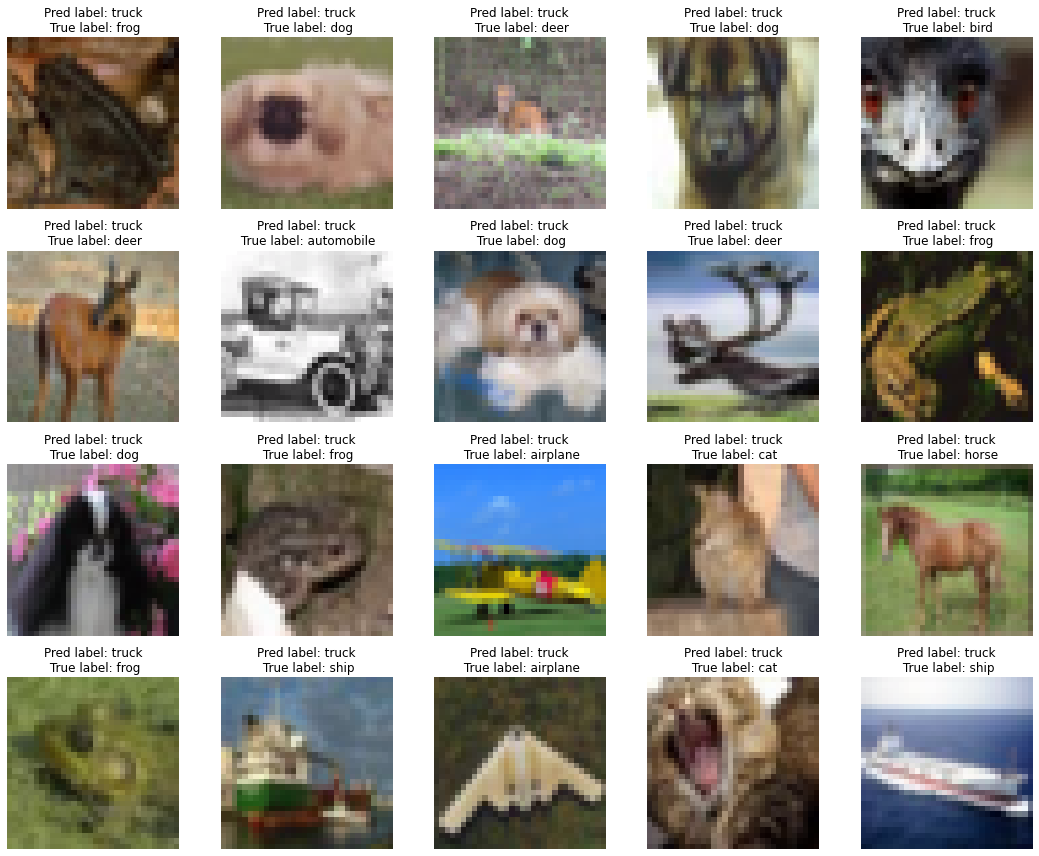 Pred label: truck
True label: frog
Pred label: truck
True label: dog
Pred label: truck
True label: deer
Pred label: truck
True label: dog
Pred label: truck
True label: bird
Pred label: truck
True label: deer
Pred label: truck
True label: automobile
Pred label: truck
True label: dog
Pred label: truck
True label: deer
Pred label: truck
True label: frog
Pred label: truck
True label: dog
Pred label: truck
True label: frog
Pred label: truck
True label: airplane
Pred label: truck
True label: cat
Pred label: truck
True label: horse
Pred label: truck
True label: frog
Pred label: truck
True label: ship
Pred label: truck
True label: airplane
Pred label: truck
True label: cat
Pred label: truck
True label: ship